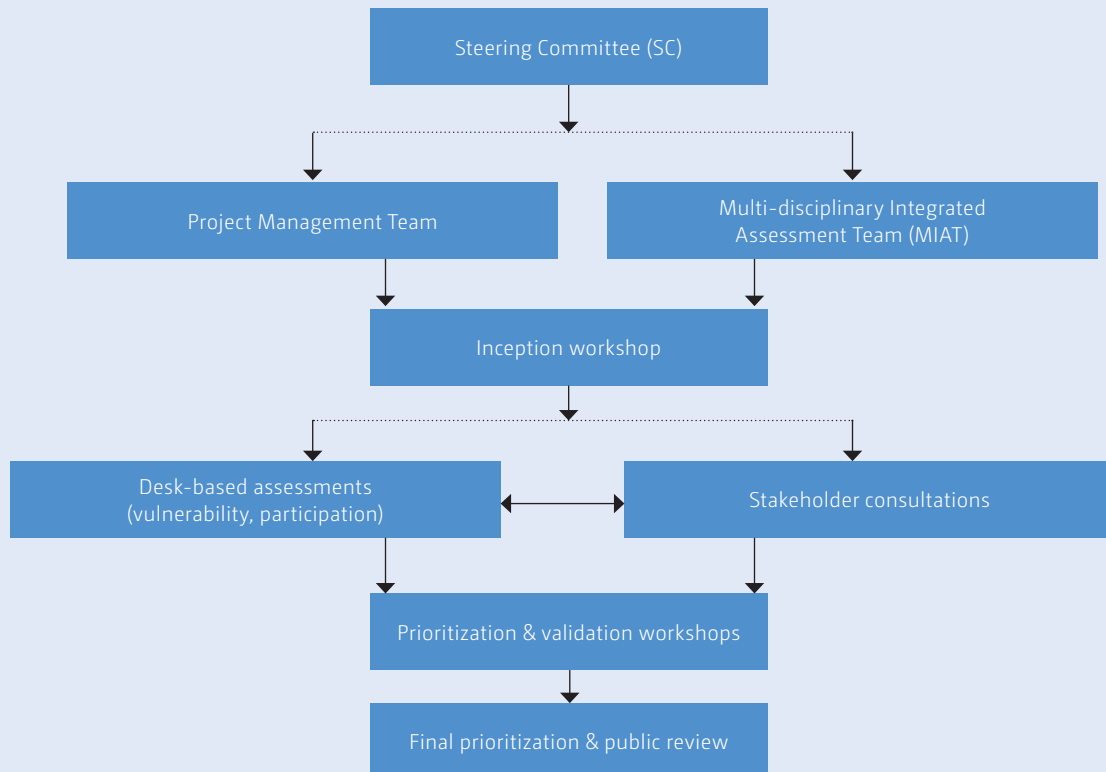 Steering Committee (SC)
Project Management Team
Multi-disciplinary Integrated
Assessment Team (MIAT)
Inception workshop
Desk-based assessments
(vulnerability, participation)
Stakeholder consultations
Prioritization & validation workshops
Final prioritization & public review